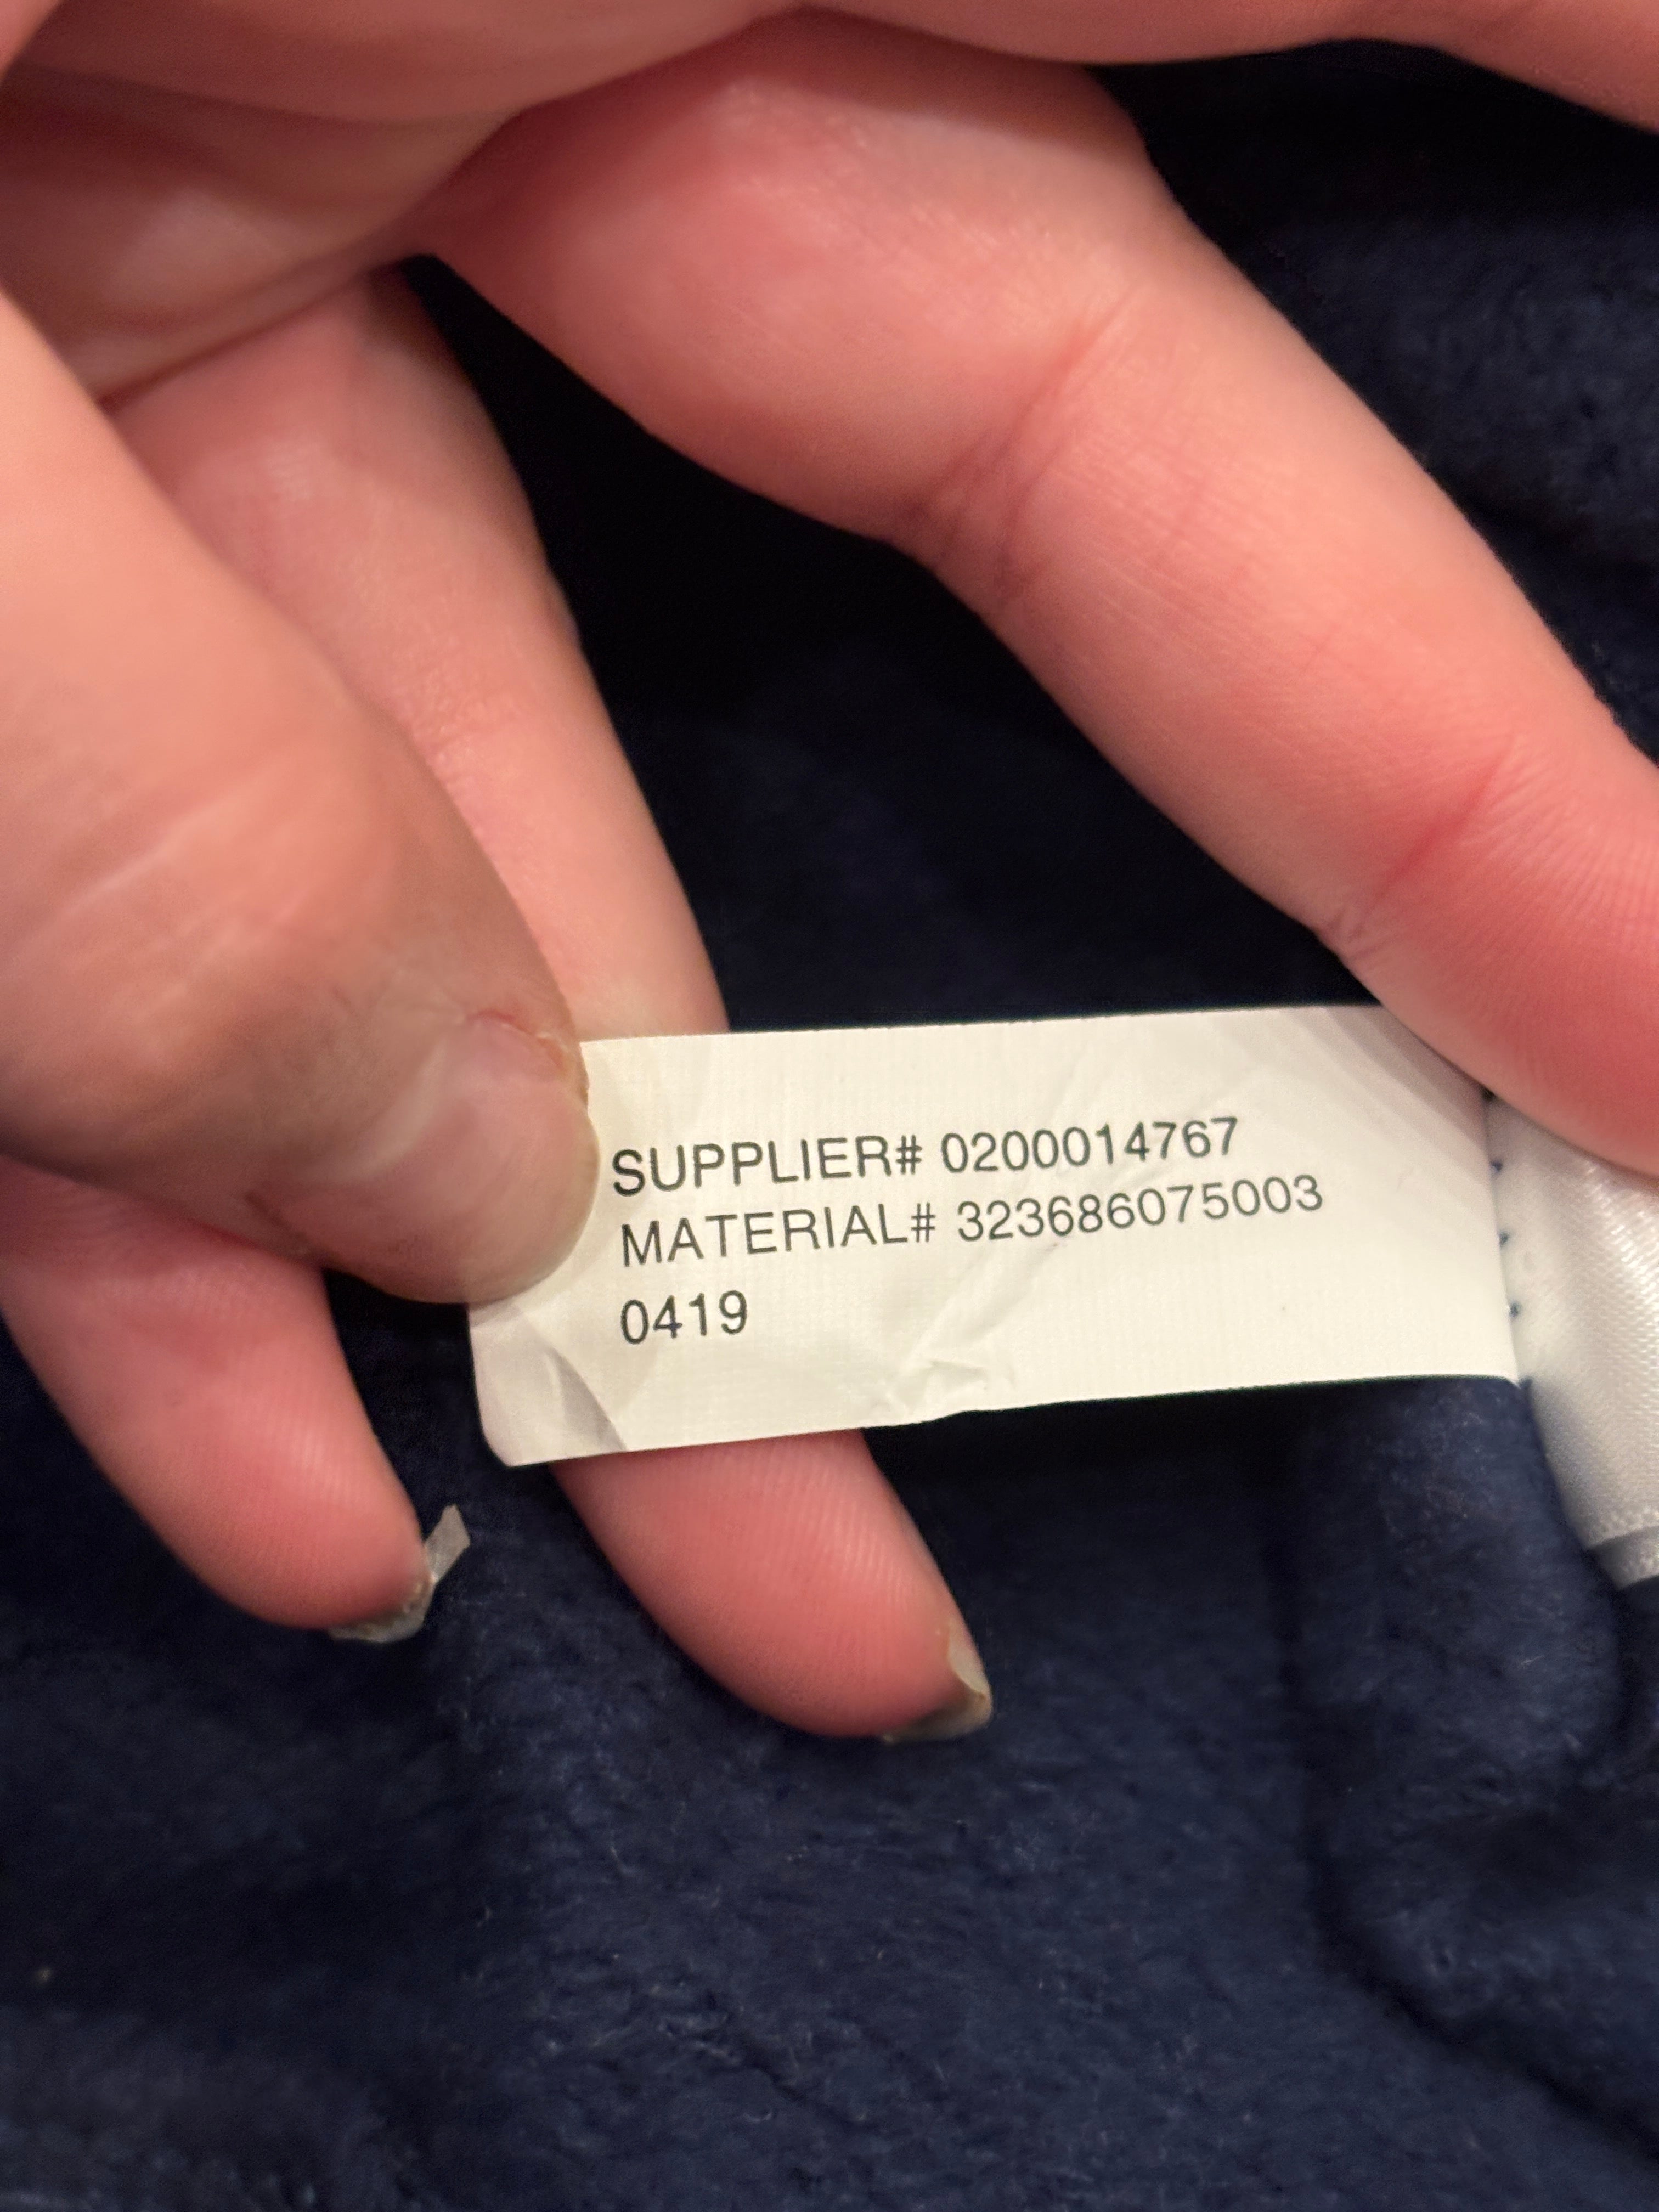 SUPPLIER# 0200014767
MATERIAL# 323686075003
0419